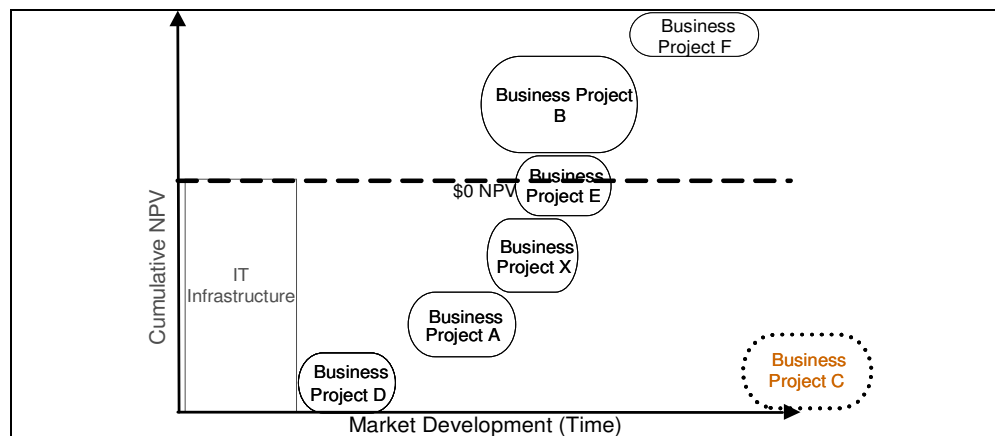 Business
Project F
Business Project
B
Business
Project E
$0 NPV
Business
Project X
Cumulative NPV
IT
Infrastructure
Business
Project A
Business
Project D
Business
Project C
Market Development (Time)